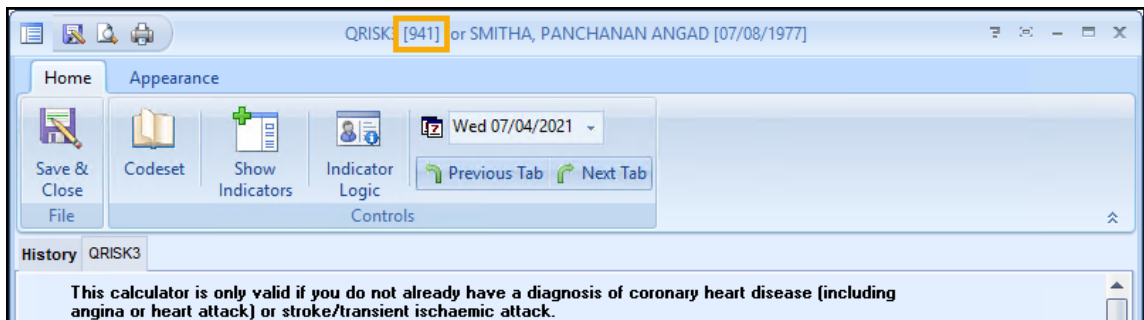 QRISK3 [941] or SMITHA, PANCHANAN ANGAD [07/08/1977]
Home Appearance
Save & Close
Codeset
Show Indicators
Indicator Logic
7 Wed 07/04/2021
Previous Tab Next Tab
File Controls
History QRISK3
This calculator is only valid if you do not already have a diagnosis of coronary heart disease (including
angina or heart attack) or stroke/transient ischaemic attack.